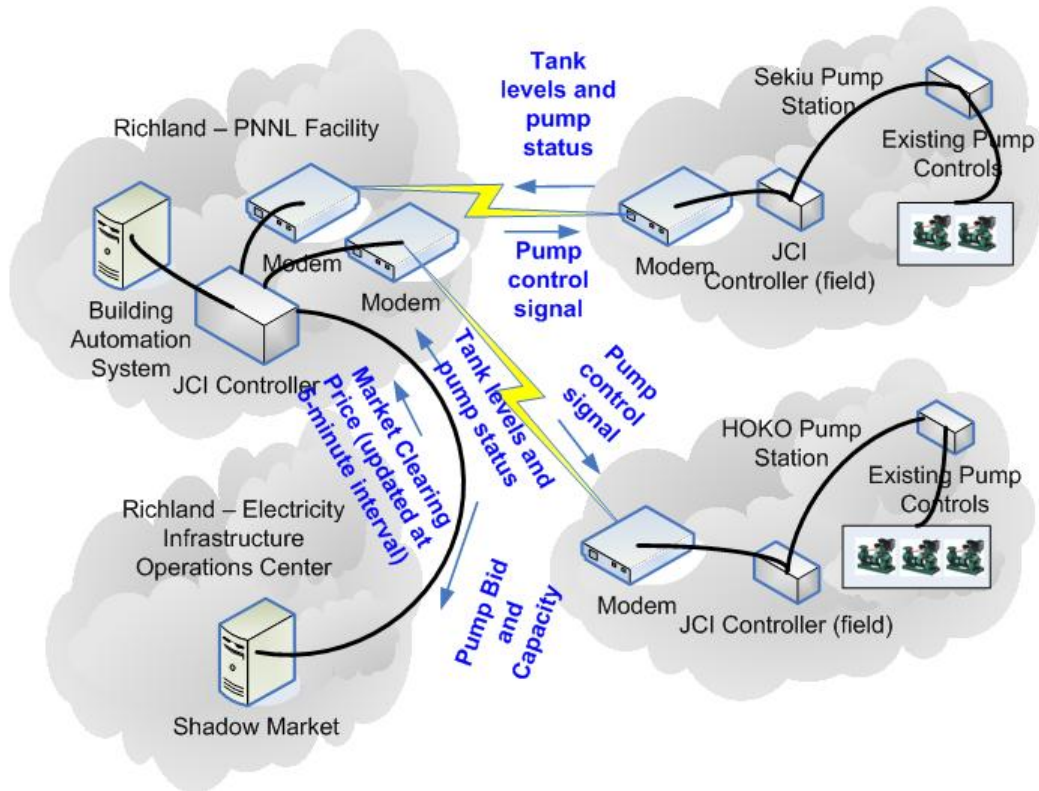 Richland – PNNL Facility
Modem
Modem
Building
Automation
System
JCI Controller
Tank
levels and
pump
status
Pump
control
signal
Sekiu Pump
Station
Existing Pump
Controls
Modem
JCI
Controller (field)
Market Clearing
Price (updated at
5-minute interval)
Tank levels and
pump status
Pump
control
signal
HOKO Pump
Station
Existing Pump
Controls
Modem
JCI Controller (field)
Richland – Electricity
Infrastructure
Operations Center
Pump Bid
and
Capacity
Shadow Market